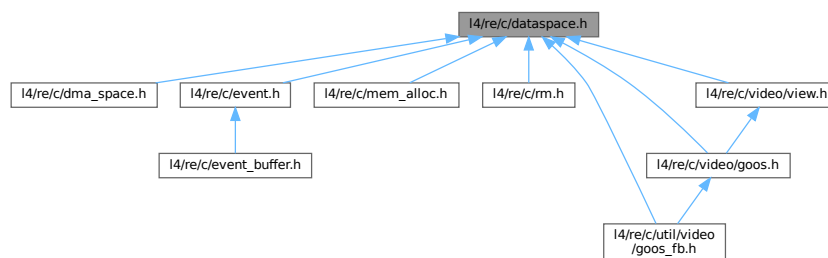 l4/re/c/dataspace.h
l4/re/c/dma_space.h
l4/re/c/event.h
l4/re/c/mem_alloc.h
l4/re/c/rm.h
l4/re/c/video/view.h
l4/re/c/event_buffer.h
l4/re/c/video/goos.h
l4/re/c/util/video
/goos_fb.h